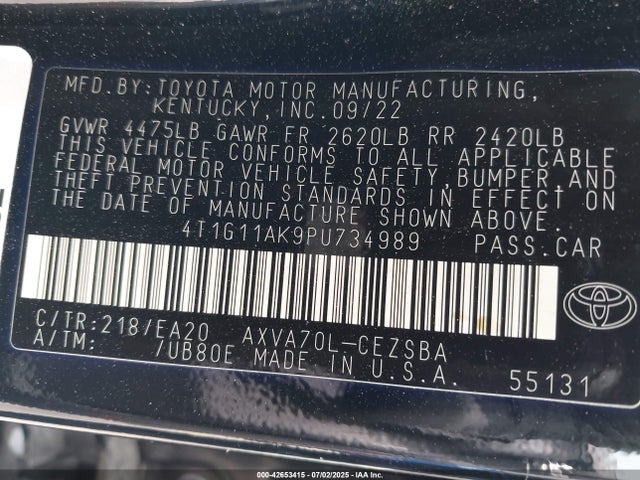 MFD.BY:TOYOTA MOTOR MANUFACTURING,
KENTUCKY,INC.09/22
GVWR 4475LB GAWR FR 2620LB RR 2420LB
THIS VEHICLE CONFORMS TO ALL APPLICABLE
FEDERAL MOTOR VEHICLE SAFETY,BUMPER,AND
THEFT PREVENTION STANDARDS IN EFFECT ON
THE DATE OF MANUFACTURE SHOWN ABOVE.
4T1G11AK9PU734989 PASS.CAR
C/TR:218/EA20 AXVA70L-CEZSBA
A/TM: /UB80E MADE IN U.S.A. 55131
TOYOTA
000-42653415 - 07/02/2025 - IAA Inc.